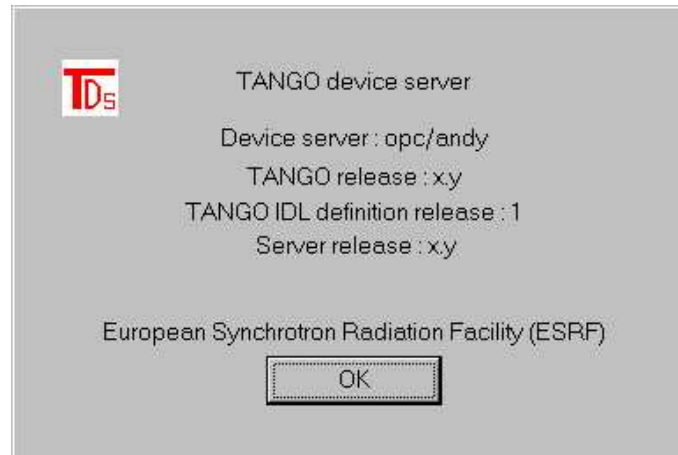 TDS
TANGO device server
Device server : opc/andy
TANGO release : x.y
TANGO IDL definition release : 1
Server release : x.y
European Synchrotron Radiation Facility (ESRF)
OK